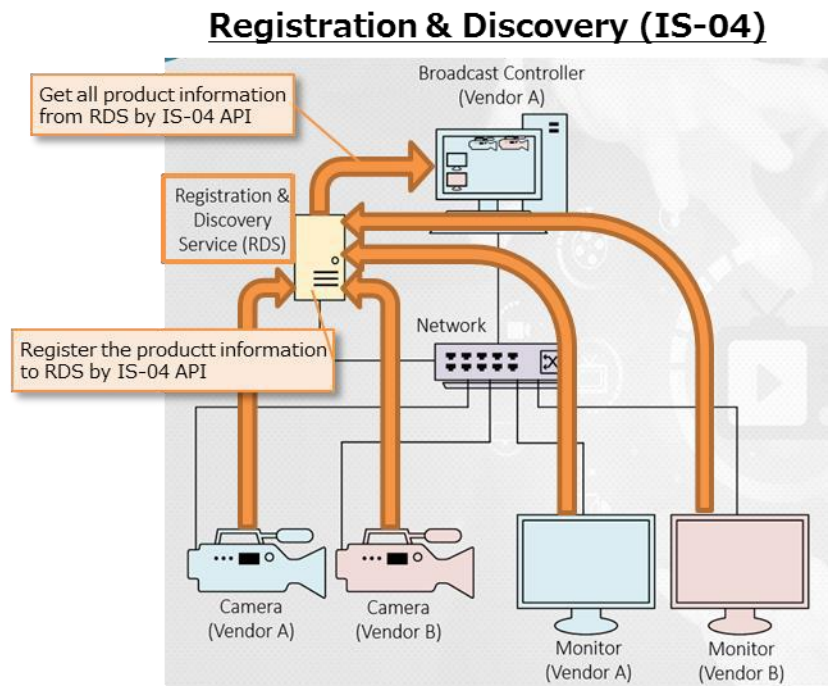 Registration & Discovery (IS-04)
Broadcast Controller
(Vendor A)
Get all product information
from RDS by IS-04 API
Registration &
Discovery
Service (RDS)
Network
Register the productt information
to RDS by IS-04 API
Camera
(Vendor A)
Camera
(Vendor B)
Monitor
(Vendor A)
Monitor
(Vendor B)